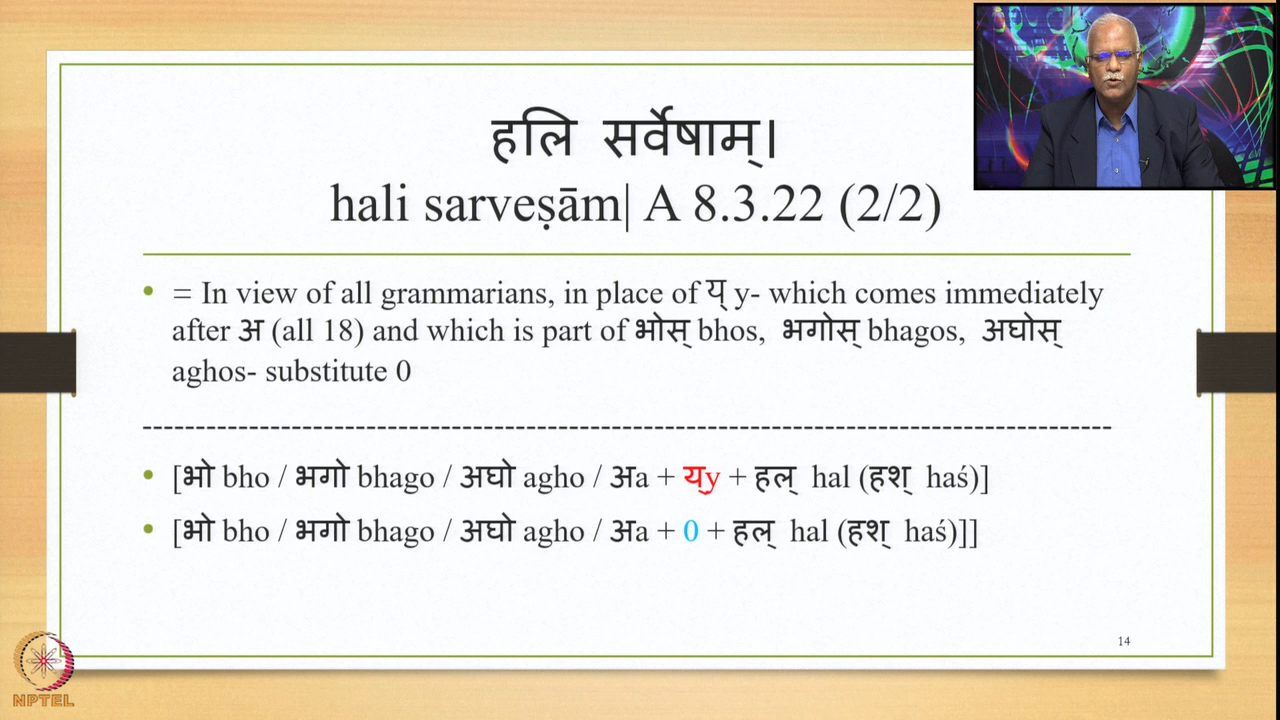 हलि सर्वेषाम्।
hali sarveṣām| A 8.3.22 (2/2)
• = In view of all grammarians, in place of य् y- which comes immediately
after अ (all 18) and which is part of भोस् bhos, भगोस् bhagos, अघोस्
aghos- substitute 0
--------------------------------------------------------------------------------------------
• [भो bho / भगो bhago / अघो agho / अa + य्y + हल् hal (हश् haś)]
• [भो bho / भगो bhago / अघो agho / अa + 0 + हल् hal (हश् haś)]]
14
NPTEL